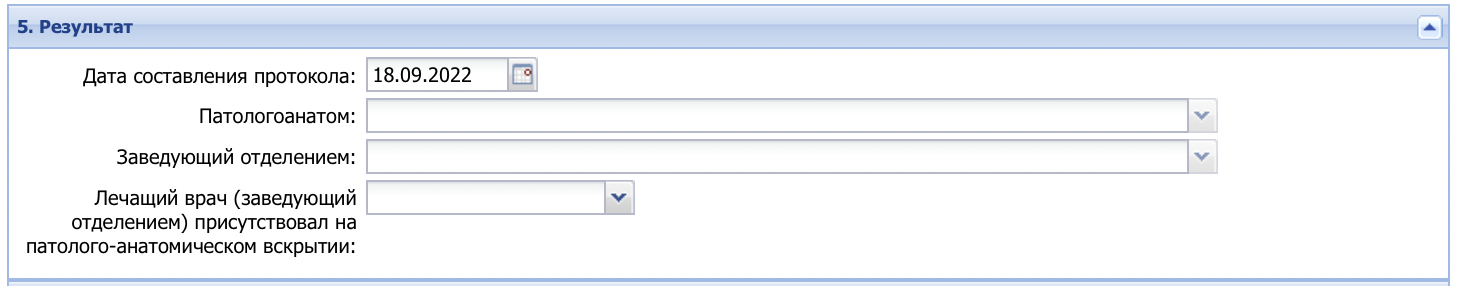 5. Результат
Дата составления протокола: 18.09.2022
Патологоанатом:
Заведующий отделением:
Лечащий врач (заведующий
отделением) присутствовал на
патолого-анатомическом вскрытии: